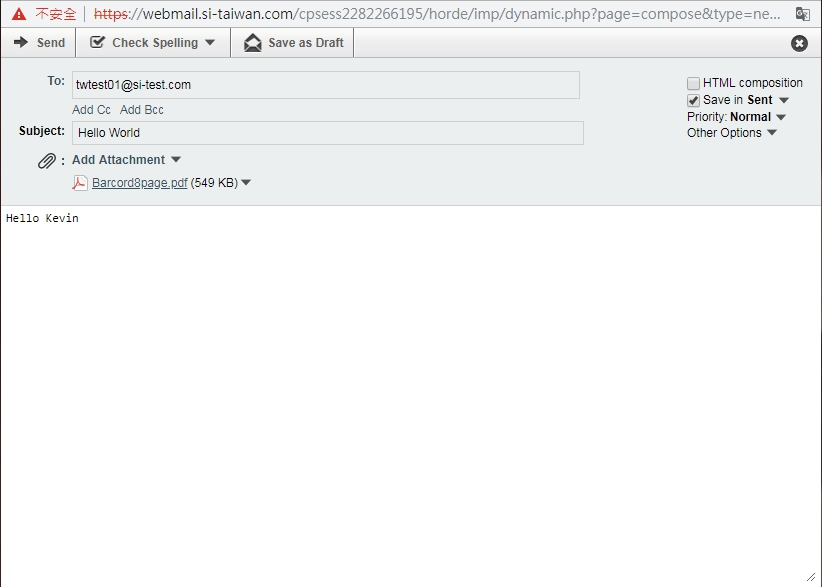 不安全 https://webmail.si-taiwan.com/cpsess2282266195/horde/imp/dynamic.php?page=compose&type=ne...
Send Check Spelling Save as Draft
To: twtest01@si-test.com
Add Cc Add Bcc
Subject: Hello World
: Add Attachment
Barcord8page.pdf (549 KB)
HTML composition
Save in Sent
Priority: Normal
Other Options
Hello Kevin